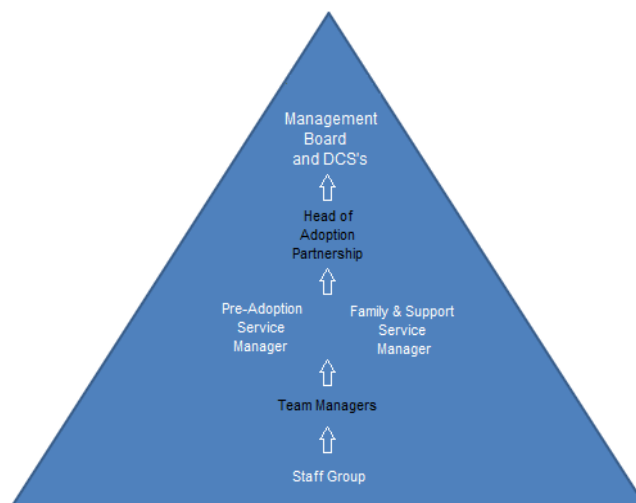 Management
Board
and DCS's
Head of
Adoption
Partnership
Pre-Adoption
Service
Manager
Family & Support
Service
Manager
Team Managers
Staff Group